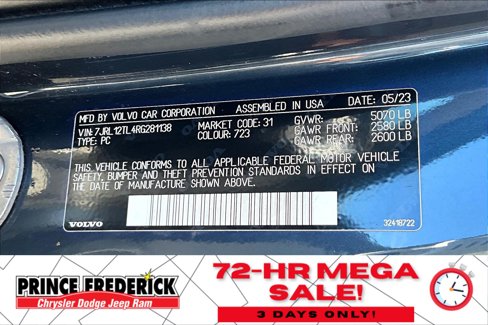 MFD BY VOLVO CAR CORPORATION ASSEMBLED IN USA DATE: 05/23
VIN: 7JRL12TL4RG281138 MARKET CODE: 31 GVWR: 5070 LB
TYPE: PC COLOUR: 723 GAWR FRONT: 2580 LB
GAWR REAR: 2600 LB
THIS VEHICLE CONFORMS TO ALL APPLICABLE FEDERAL MOTOR VEHICLE
SAFETY, BUMPER AND THEFT PREVENTION STANDARDS IN EFFECT ON
THE DATE OF MANUFACTURE SHOWN ABOVE.
VOLVO 32418722
PRINCE FREDERICK
Chrysler Dodge Jeep Ram
72-HR MEGA
SALE!
3 DAYS ONLY!